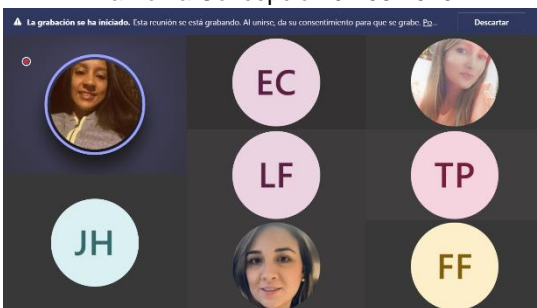 La grabación se ha iniciado. Esta reunión se está grabando. Al unirse, da su consentimiento para que se grabe. Po... Descartar
EC
LF TP
JH
FF